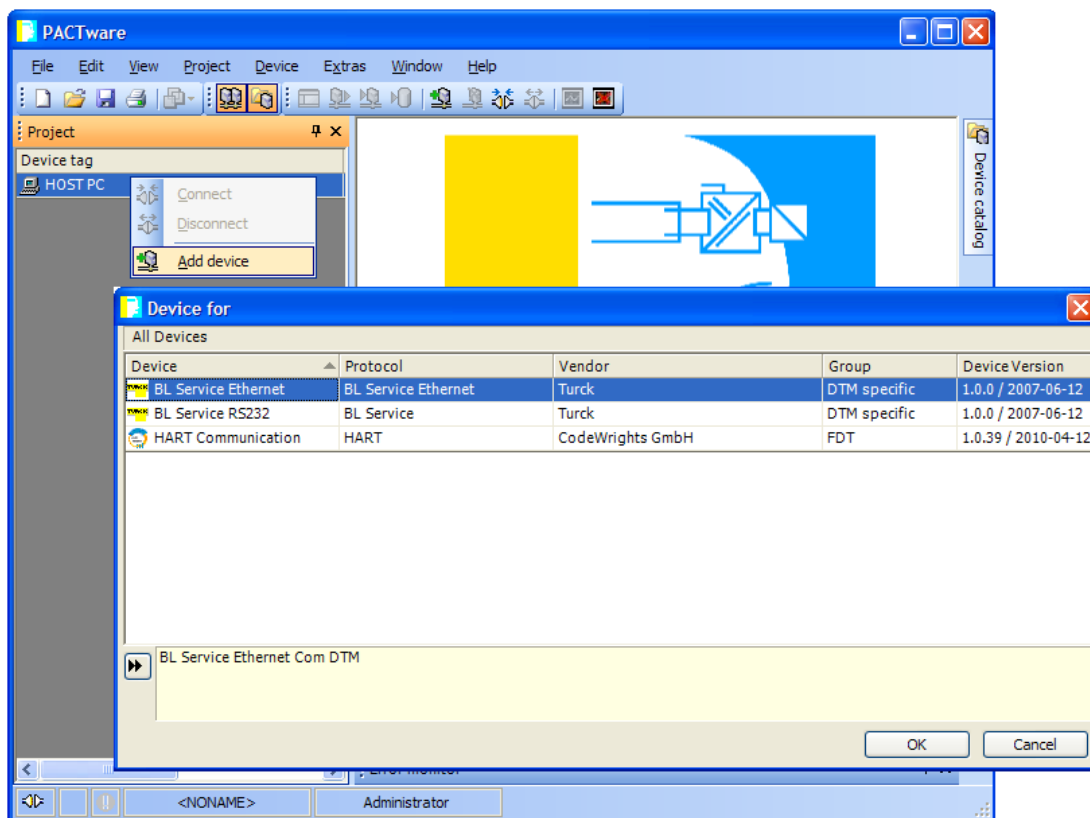 PACTware
File Edit View Project Device Extras Window Help
Project
Device tag
HOST PC
Connect
Disconnect
Add device
Device catalog
Device for
All Devices
Device Protocol Vendor Group Device Version
TURCK BL Service Ethernet BL Service Ethernet Turck DTM specific 1.0.0 / 2007-06-12
TURCK BL Service RS232 BL Service Turck DTM specific 1.0.0 / 2007-06-12
HART Communication HART CodeWrights GmbH FDT 1.0.39 / 2010-04-12
BL Service Ethernet Com DTM
OK Cancel
Error monitor
<NONAME> Administrator